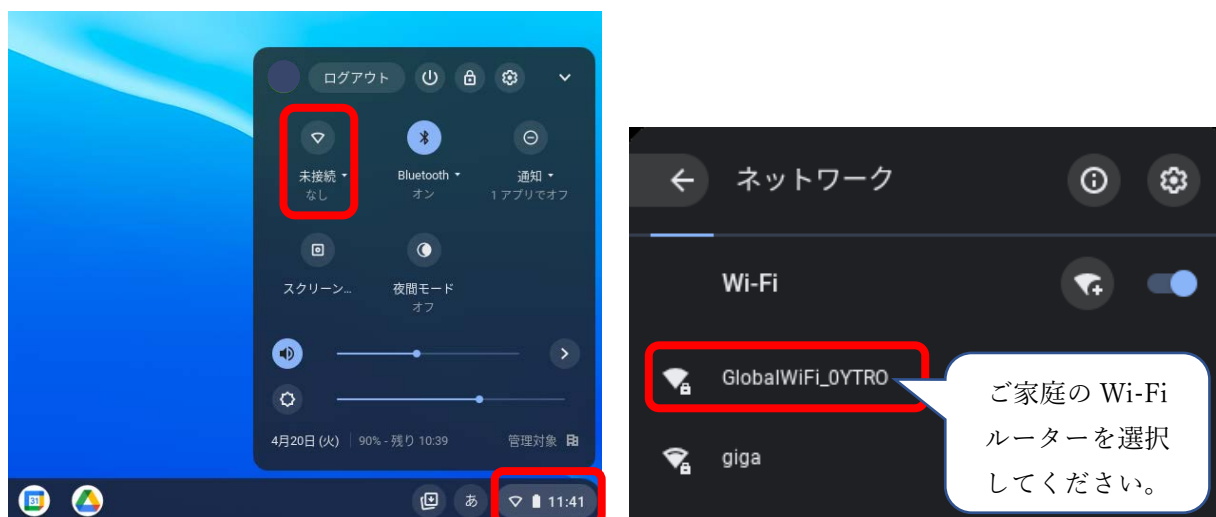 ログアウト
未接続
なし
Bluetooth
オン
通知
1 アプリでオフ
スクリーン...
夜間モード
オフ
4月20日 (火) 90% - 残り 10:39 管理対象
31
あ 11:41
ネットワーク
Wi-Fi
GlobalWiFi_0YTR0
giga
ご家庭の Wi-Fi
ルーターを選択
してください。